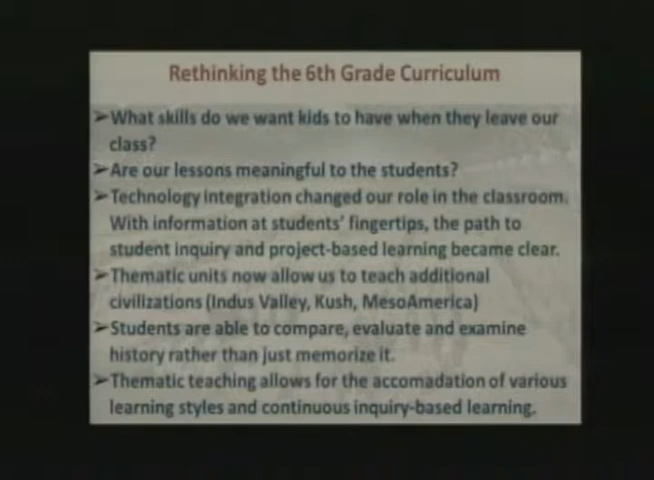 Rethinking the 6th Grade Curriculum
➢What skills do we want kids to have when they leave our
class?
➢Are our lessons meaningful to the students?
➢Technology integration changed our role in the classroom.
With information at students' fingertips, the path to
student inquiry and project-based learning became clear.
➢Thematic units now allow us to teach additional
civilizations (Indus Valley, Kush, MesoAmerica)
➢Students are able to compare, evaluate and examine
history rather than just memorize it.
➢Thematic teaching allows for the accomadation of various
learning styles and continuous inquiry-based learning.